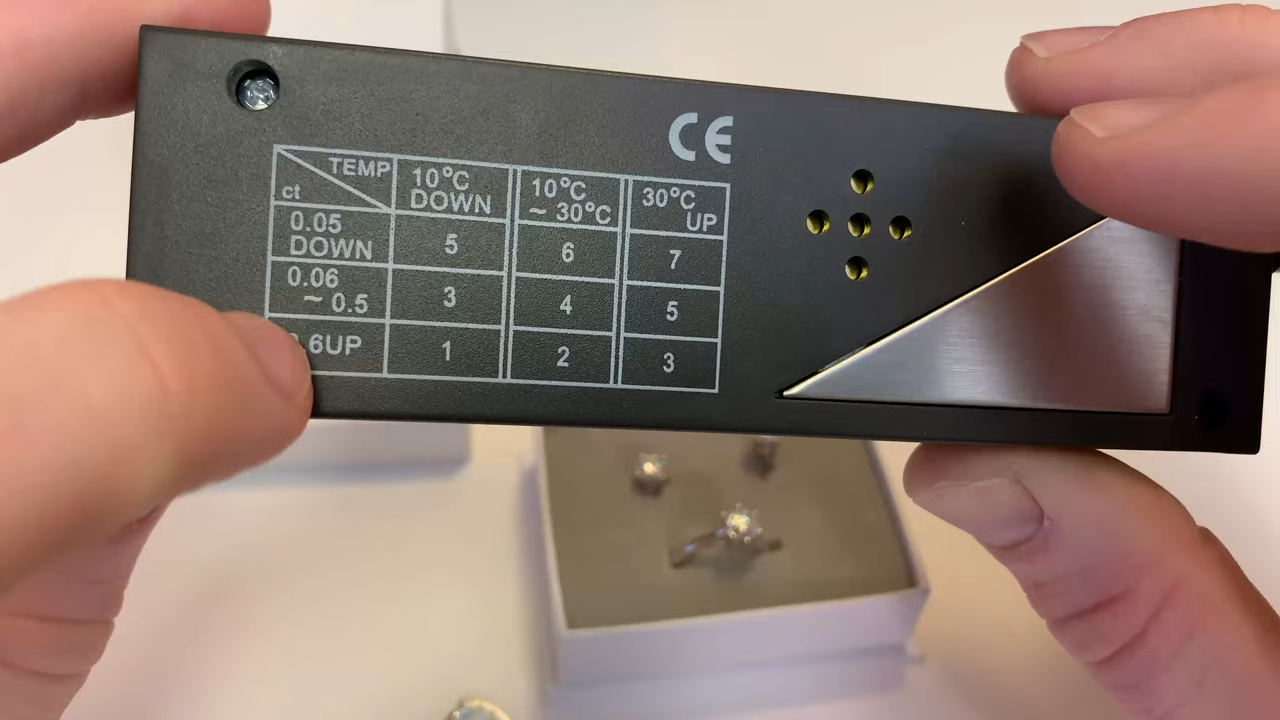 CE
TEMP
ct
10°C
DOWN
10°C
~ 30°C
30°C
UP
0.05
DOWN
5
6
7
0.06
~ 0.5
3
4
5
.6UP
1
2
3